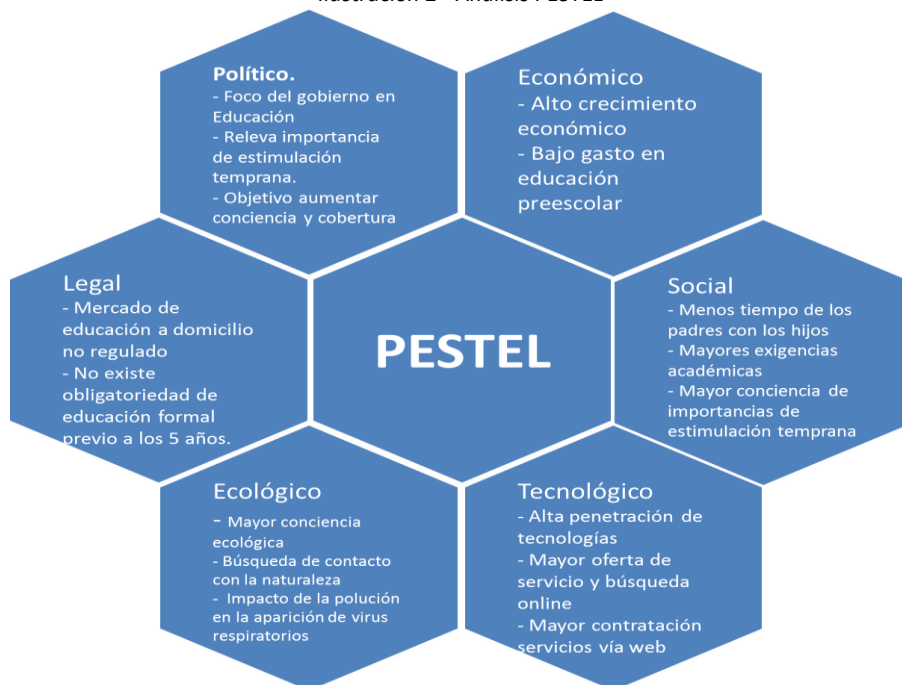 Político.
- Foco del gobierno en
Educación
- Releva importancia
de estimulación
temprana.
- Objetivo aumentar
conciencia y cobertura
Económico
- Alto crecimiento
económico
- Bajo gasto en
educación
preescolar
Legal
- Mercado de
educación a domicilio
no regulado
- No existe
obligatoriedad de
educación formal
previo a los 5 años.
PESTEL
Social
- Menos tiempo de los
padres con los hijos
- Mayores exigencias
académicas
- Mayor conciencia de
importancias de
estimulación temprana
Ecológico
- Mayor conciencia
ecológica
- Búsqueda de contacto
con la naturaleza
- Impacto de la polución
en la aparición de virus
respiratorios
Tecnológico
- Alta penetración de
tecnologías
- Mayor oferta de
servicio y búsqueda
online
- Mayor contratación
servicios vía web